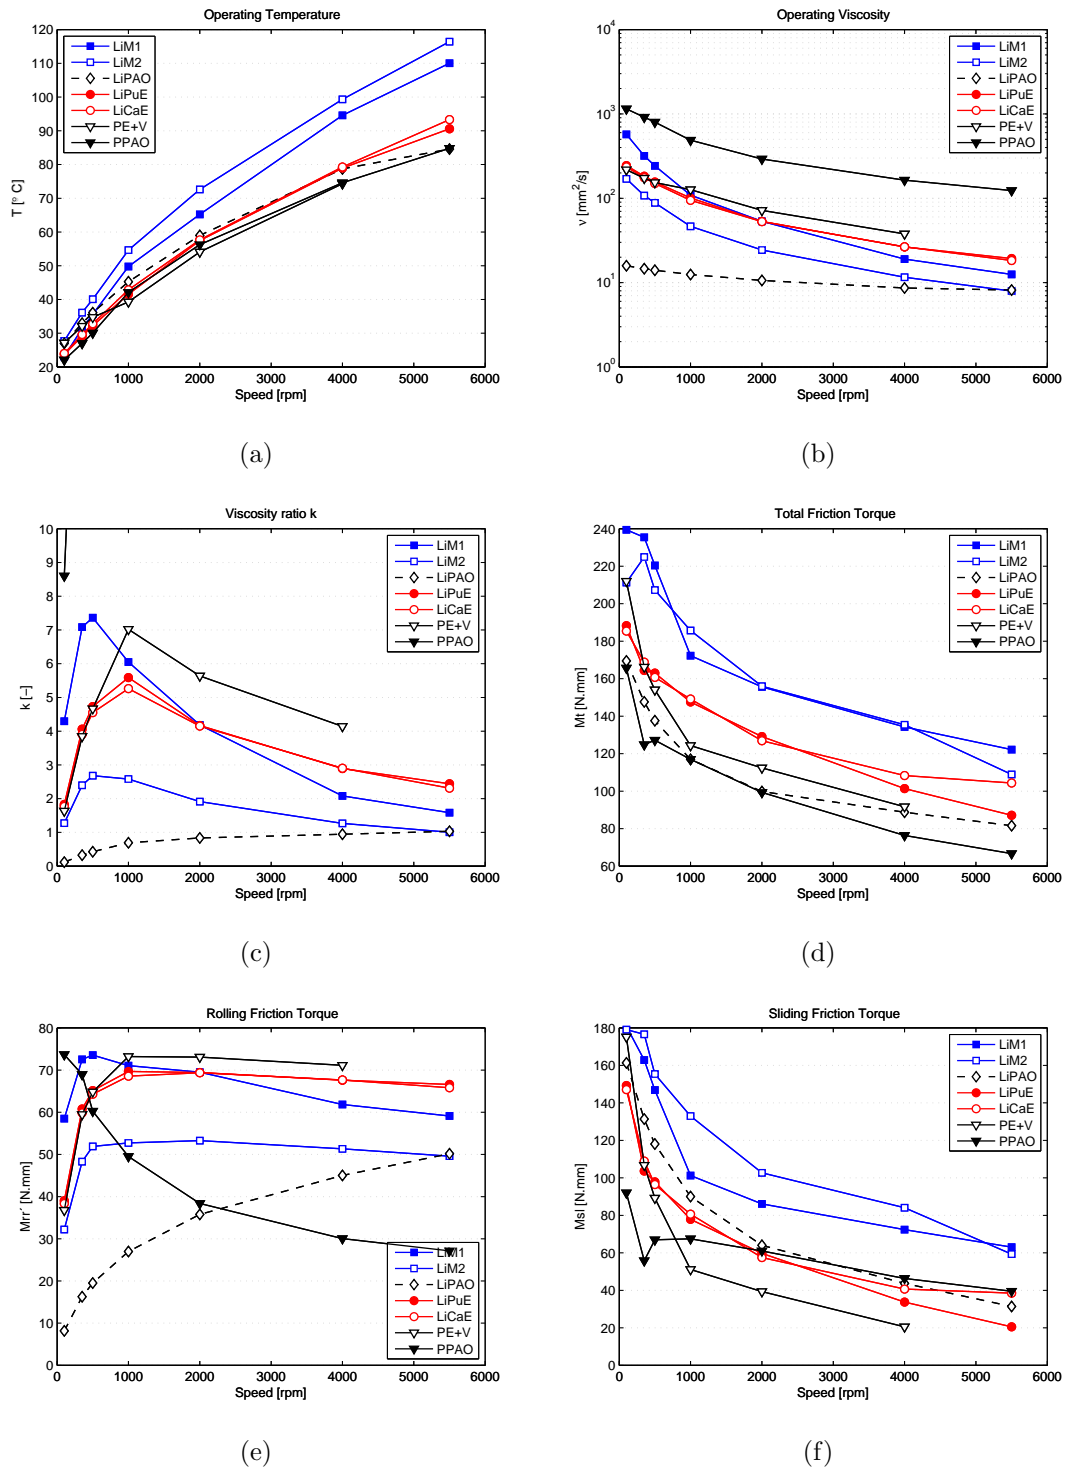 Operating Temperature
120
110
100
90
80
70
60
50
40
30
20
T [° C]
LiM1
LiM2
LiPAO
LiPuE
LiCaE
PE+V
PPAO
0 1000 2000 3000 4000 5000 6000
Speed [rpm]
(a)
Operating Viscosity
10^4
10^3
10^2
10^1
10^0
ν [mm²/s]
LiM1
LiM2
LiPAO
LiPuE
LiCaE
PE+V
PPAO
0 1000 2000 3000 4000 5000 6000
Speed [rpm]
(b)
Viscosity ratio k
10
9
8
7
6
5
4
3
2
1
0
k [–]
LiM1
LiM2
LiPAO
LiPuE
LiCaE
PE+V
PPAO
0 1000 2000 3000 4000 5000 6000
Speed [rpm]
(c)
Total Friction Torque
240
220
200
180
160
140
120
100
80
60
Mt [N.mm]
LiM1
LiM2
LiPAO
LiPuE
LiCaE
PE+V
PPAO
0 1000 2000 3000 4000 5000 6000
Speed [rpm]
(d)
Rolling Friction Torque
80
70
60
50
40
30
20
10
0
Mrr´ [N.mm]
LiM1
LiM2
LiPAO
LiPuE
LiCaE
PE+V
PPAO
0 1000 2000 3000 4000 5000 6000
Speed [rpm]
(e)
Sliding Friction Torque
180
160
140
120
100
80
60
40
20
0
Msl [N.mm]
LiM1
LiM2
LiPAO
LiPuE
LiCaE
PE+V
PPAO
0 1000 2000 3000 4000 5000 6000
Speed [rpm]
(f)